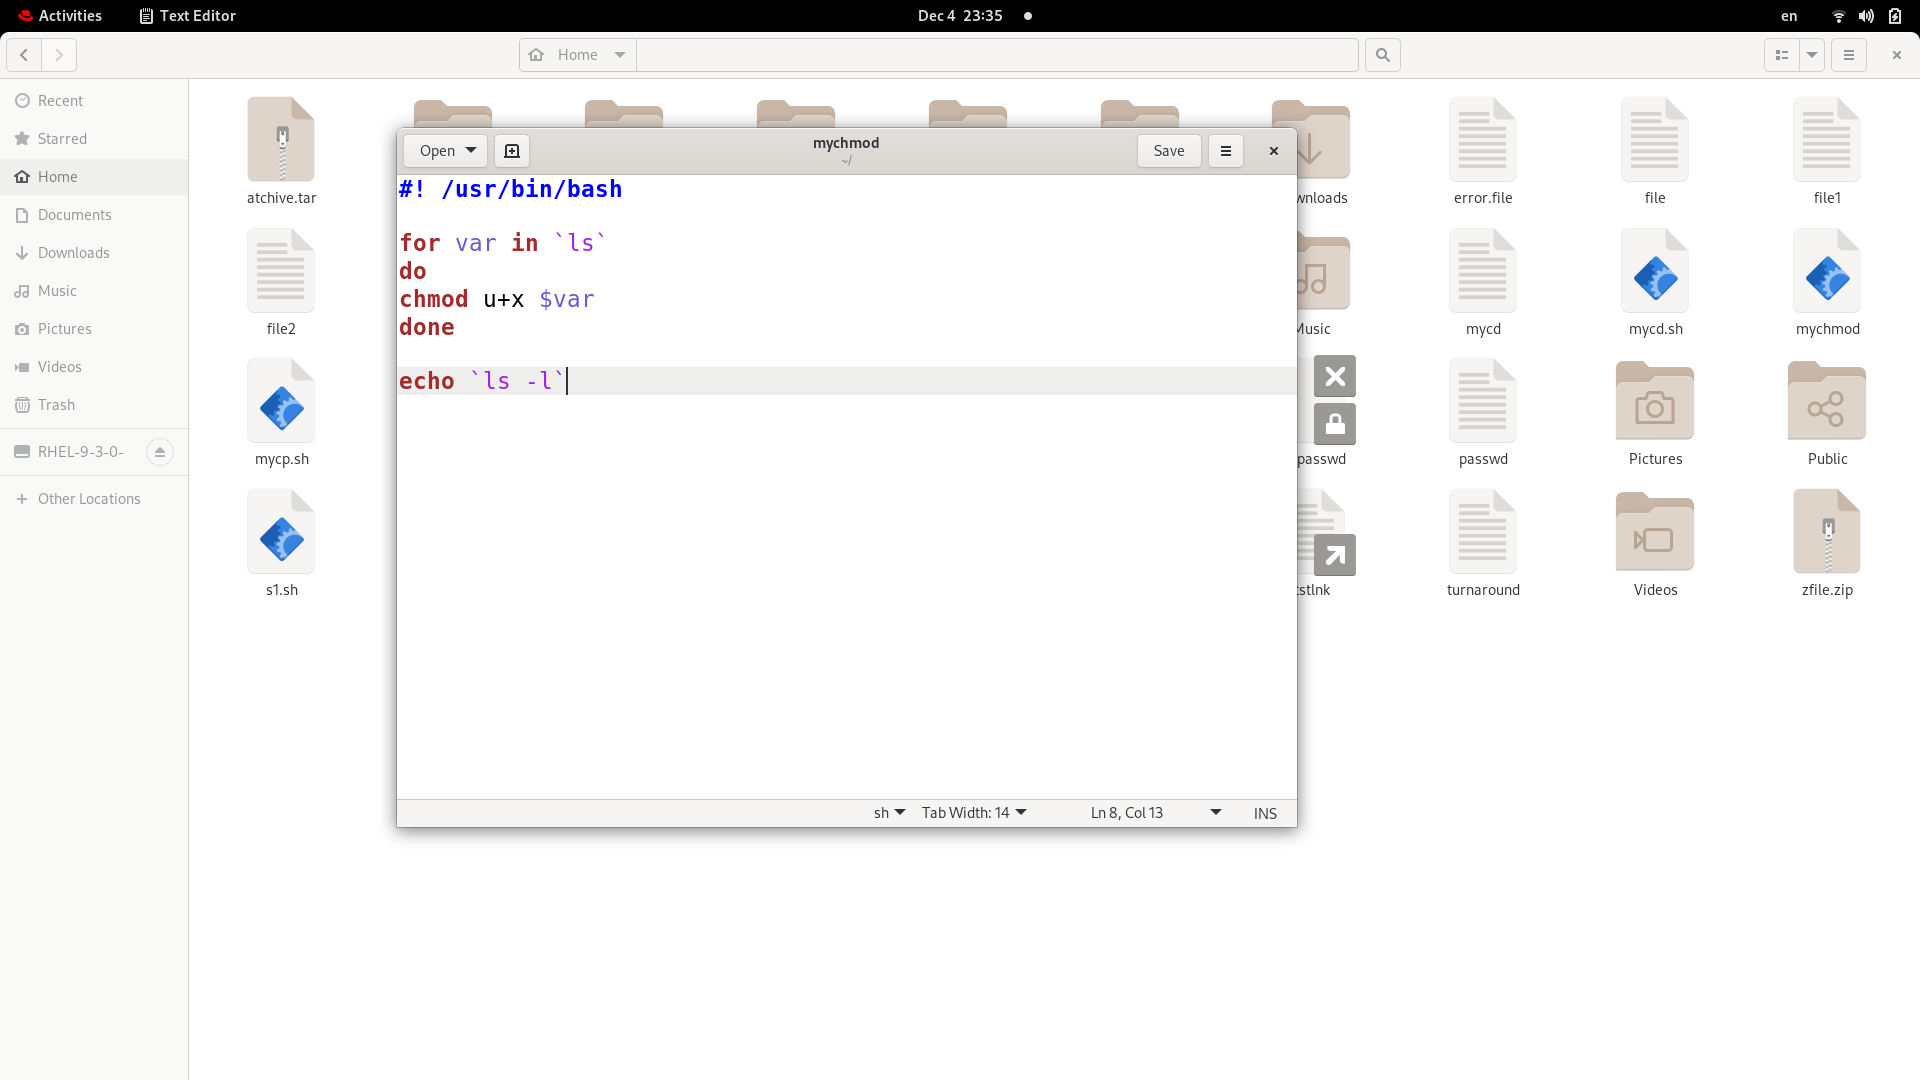 Activities Text Editor Dec 4 23:35 en
Home
Recent
Starred
Home
Documents
Downloads
Music
Pictures
Videos
Trash
RHEL-9-3-0-
Other Locations
atchive.tar wnloads error.file file file1
file2 Music mycd mycd.sh mychmod
mycp.sh passwd passwd Pictures Public
s1.sh stlnk turnaround Videos zfile.zip
Open mychmod Save
~/
#! /usr/bin/bash
for var in `ls`
do
chmod u+x $var
done
echo `ls -l`
sh Tab Width: 14 Ln 8, Col 13 INS